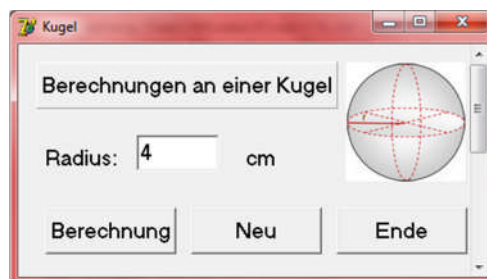 Kugel
Berechnungen an einer Kugel
r
Radius: 4 cm
Berechnung Neu Ende